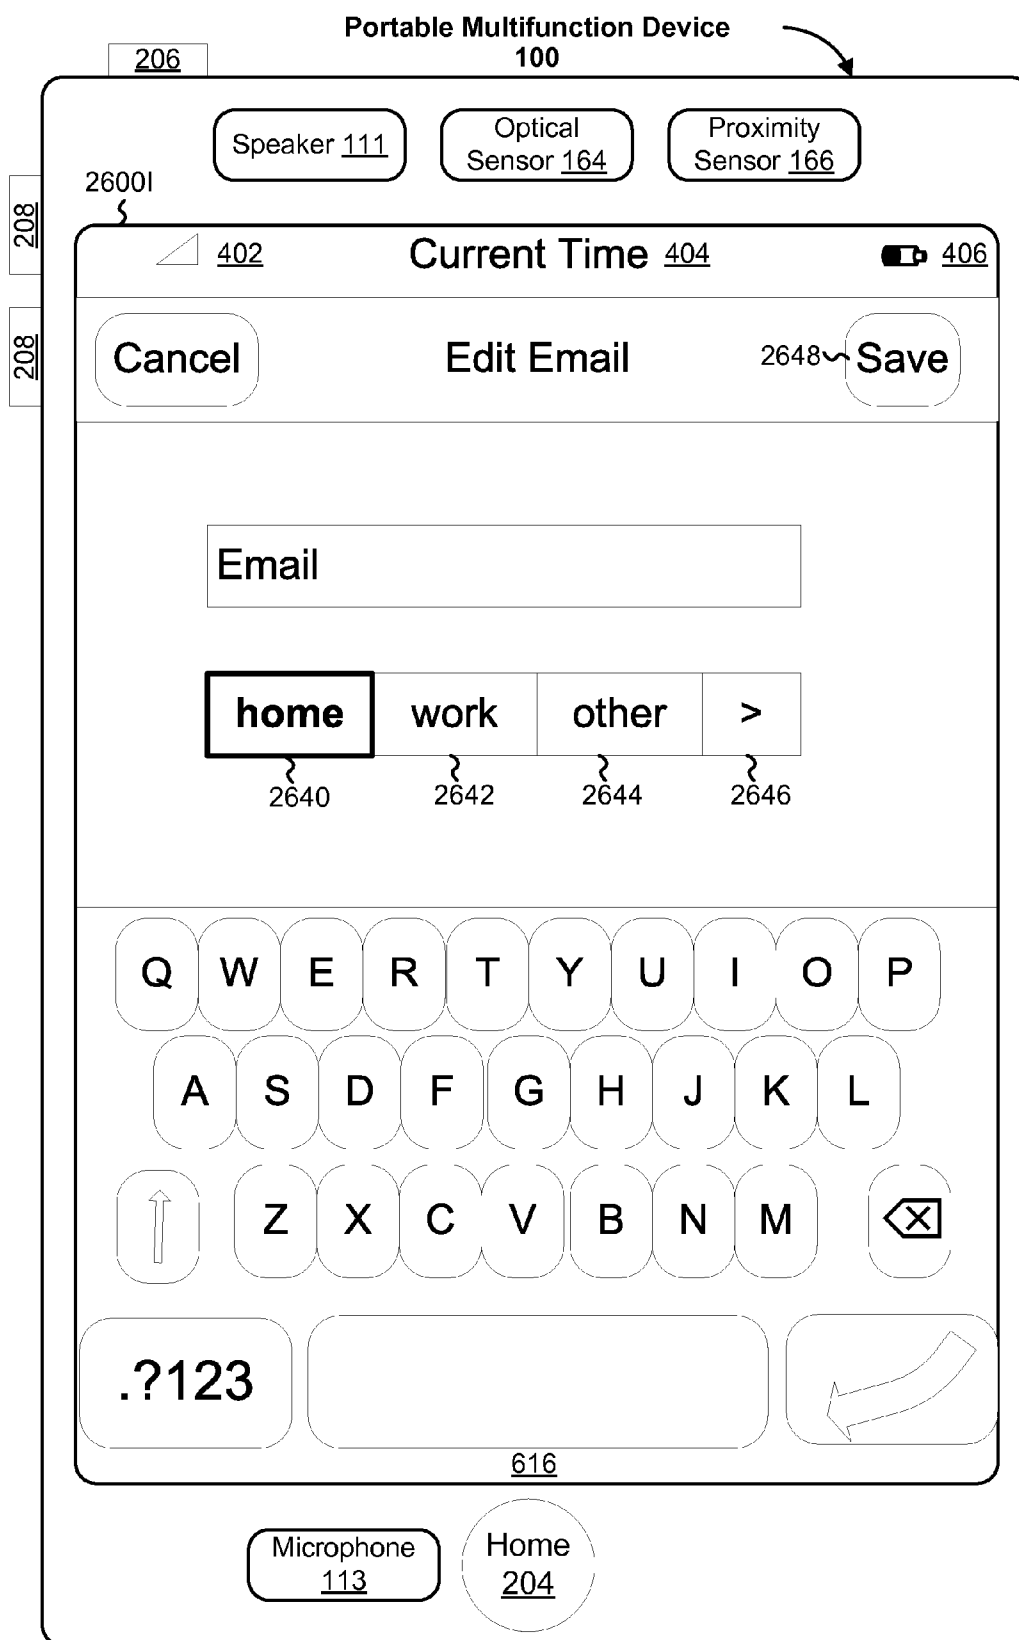 Portable Multifunction Device
100
206
Speaker 111
Optical
Sensor 164
Proximity
Sensor 166
2600I
208
208
402
Current Time 404
406
Cancel
Edit Email
2648
Save
Email
home
work
other
>
2640
2642
2644
2646
Q W E R T Y U I O P
A S D F G H J K L
Z X C V B N M
.?123
616
Microphone
113
Home
204